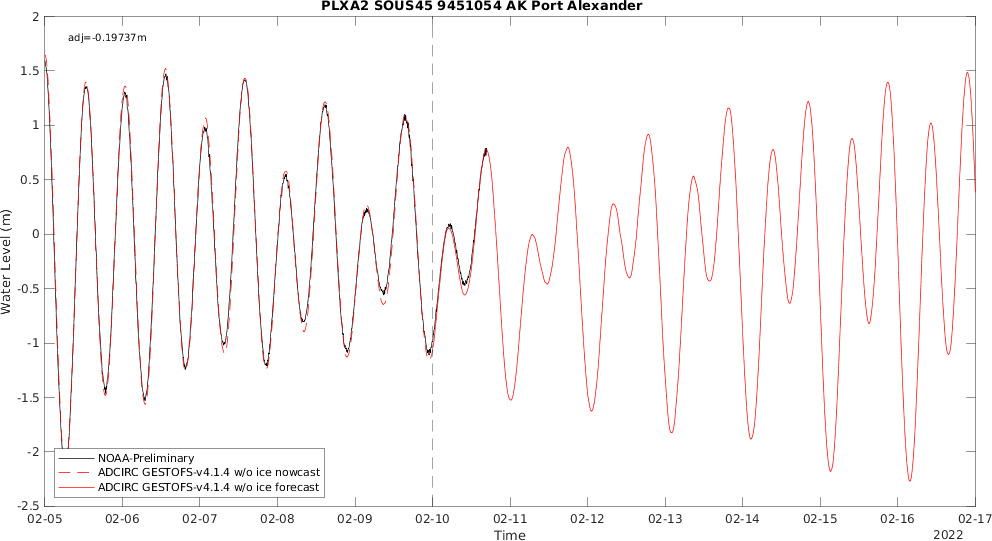 PLXA2 SOUS45 9451054 AK Port Alexander
adj=-0.19737m
2
1.5
1
0.5
0
-0.5
-1
-1.5
-2
-2.5
Water Level (m)
NOAA-Preliminary
ADCIRC GESTOFS-v4.1.4 w/o ice nowcast
ADCIRC GESTOFS-v4.1.4 w/o ice forecast
02-05 02-06 02-07 02-08 02-09 02-10 02-11 02-12 02-13 02-14 02-15 02-16 02-17
Time
2022